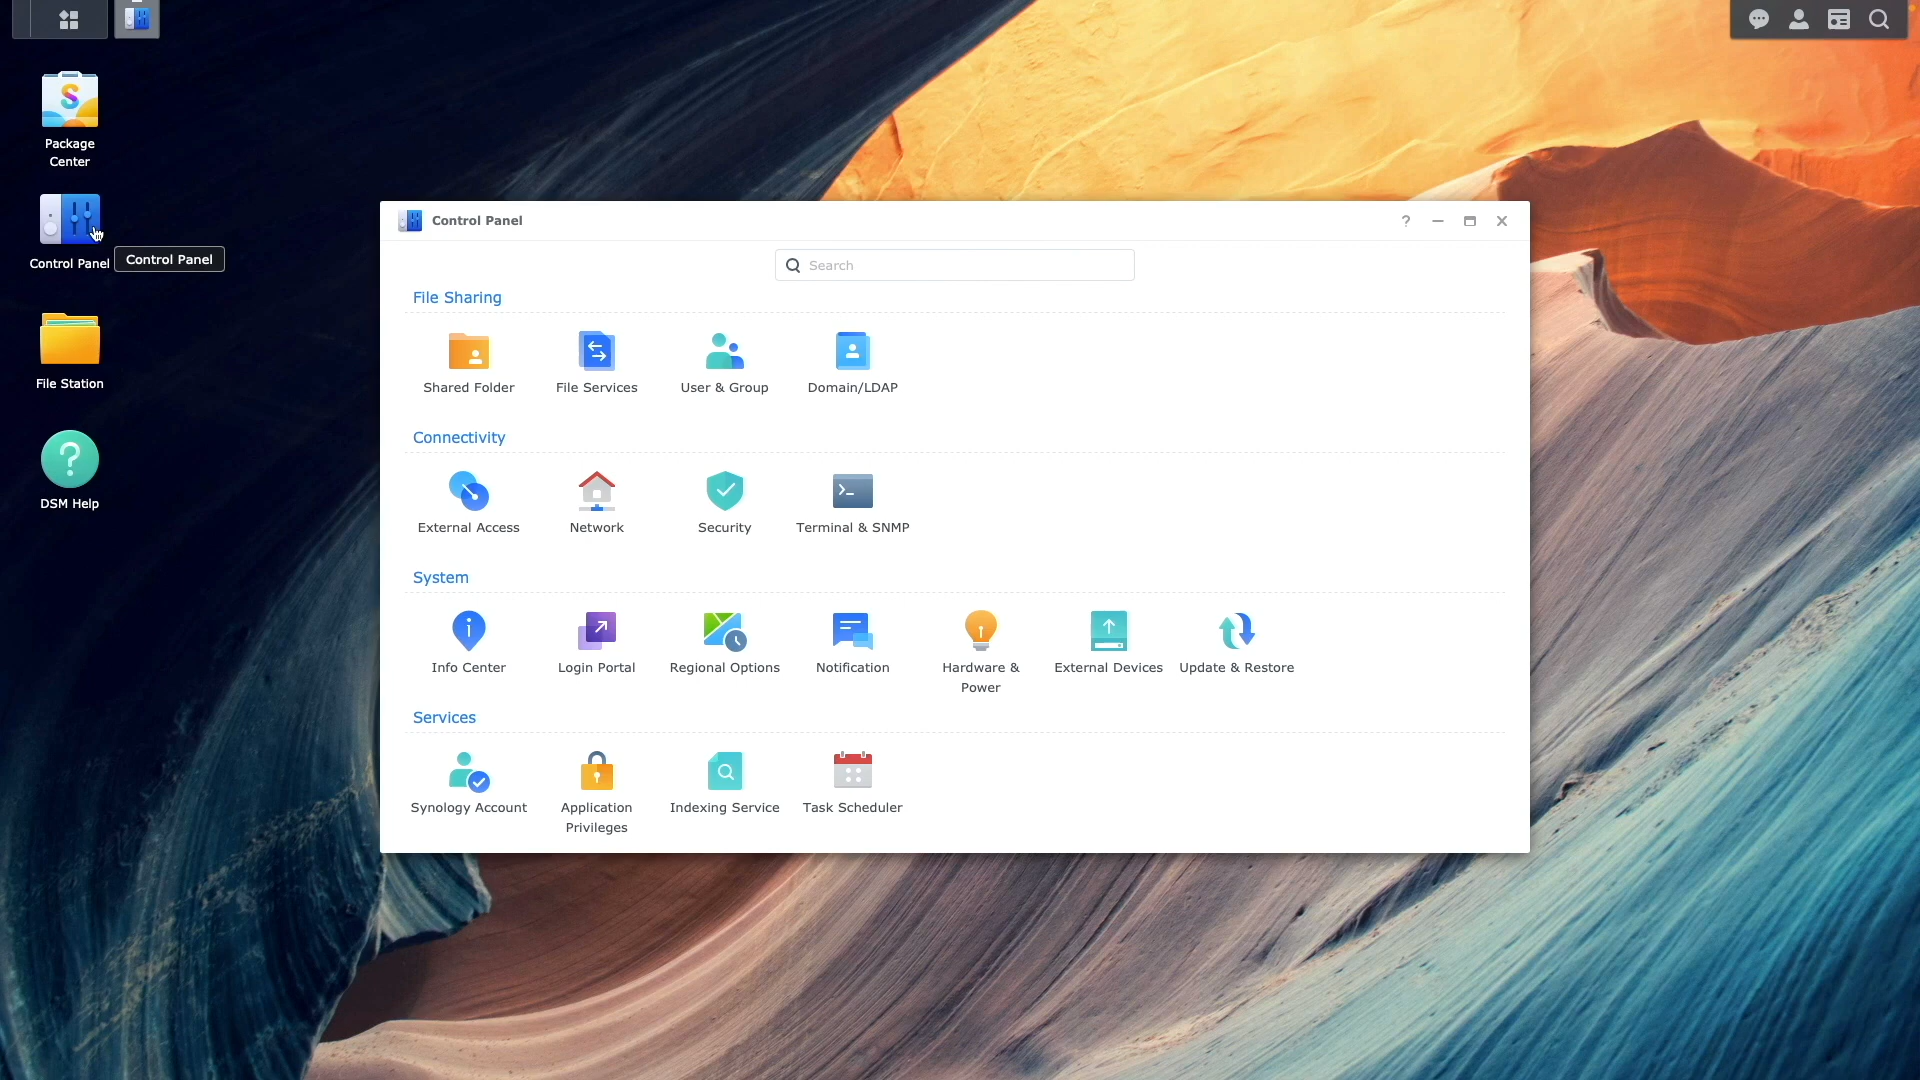 Package
Center
Control Panel
Control Panel
File Station
DSM Help
Control Panel
Search
File Sharing
Shared Folder
File Services
User & Group
Domain/LDAP
Connectivity
External Access
Network
Security
Terminal & SNMP
System
Info Center
Login Portal
Regional Options
Notification
Hardware &
Power
External Devices
Update & Restore
Services
Synology Account
Application
Privileges
Indexing Service
Task Scheduler